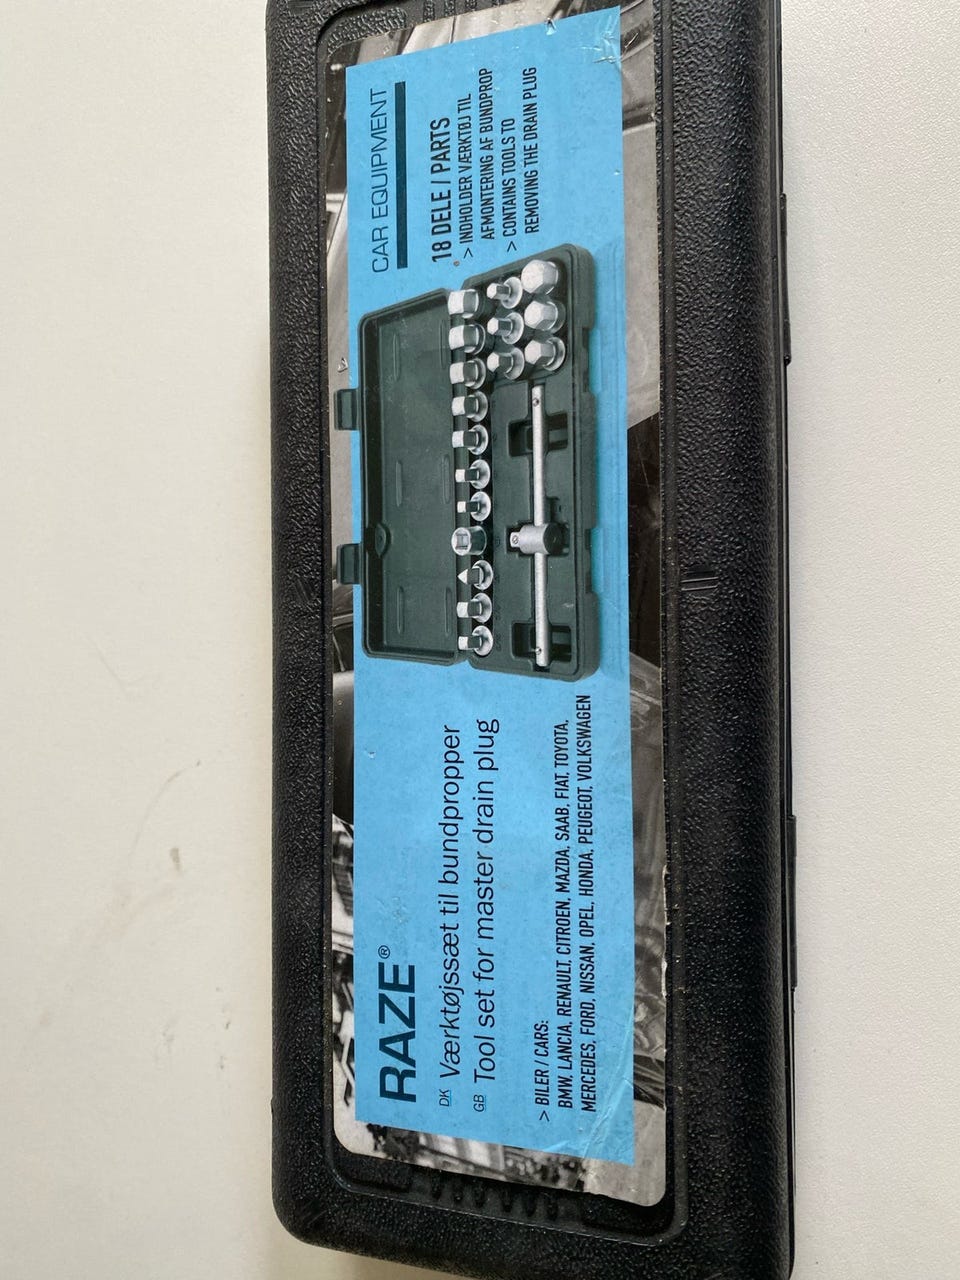 RAZE®
DK Værktøjssæt til bundpropper
GB Tool set for master drain plug
> BILER / CARS:
BMW, LANCIA, RENAULT, CITROEN, MAZDA, SAAB, FIAT, TOYOTA,
MERCEDES, FORD, NISSAN, OPEL, HONDA, PEUGEOT, VOLKSWAGEN
CAR EQUIPMENT
18 DELE / PARTS
> INDHOLDER VÆRKTØJ TIL
AFMONTERING AF BUNDPROP
> CONTAINS TOOLS TO
REMOVING THE DRAIN PLUG